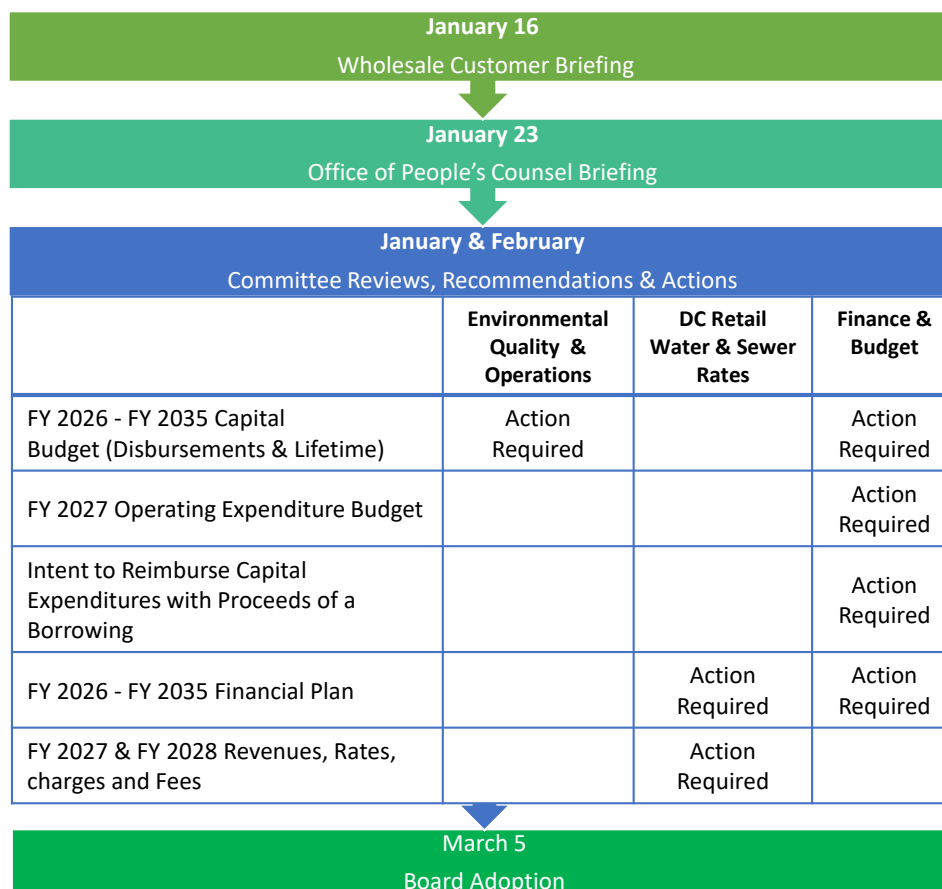 January 16
Wholesale Customer Briefing
January 23
Office of People’s Counsel Briefing
January & February
Committee Reviews, Recommendations & Actions
Environmental
Quality & 
Operations
DC Retail
Water & Sewer
Rates
Finance &
Budget
FY 2026 - FY 2035 Capital
Budget (Disbursements & Lifetime)
Action
Required
Action
Required
FY 2027 Operating Expenditure Budget
Action
Required
Intent to Reimburse Capital
Expenditures with Proceeds of a
Borrowing
Action
Required
FY 2026 - FY 2035 Financial Plan
Action
Required
Action
Required
FY 2027 & FY 2028 Revenues, Rates,
charges and Fees
Action
Required
March 5
Board Adoption